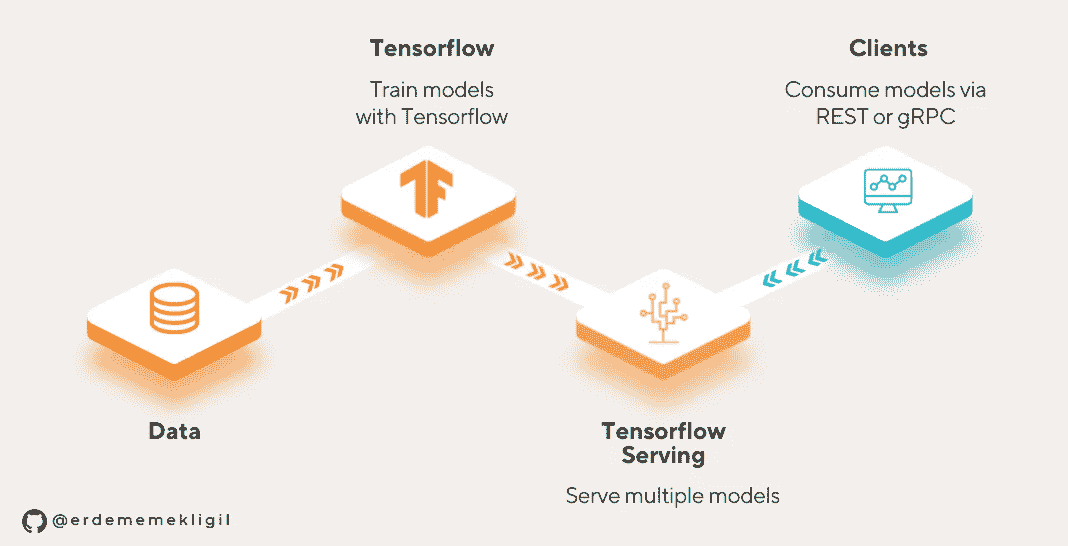 Tensorflow
Train models
with Tensorflow
Clients
Consume models via
REST or gRPC
TF
Data
Tensorflow
Serving
Serve multiple models
@erdememekligil